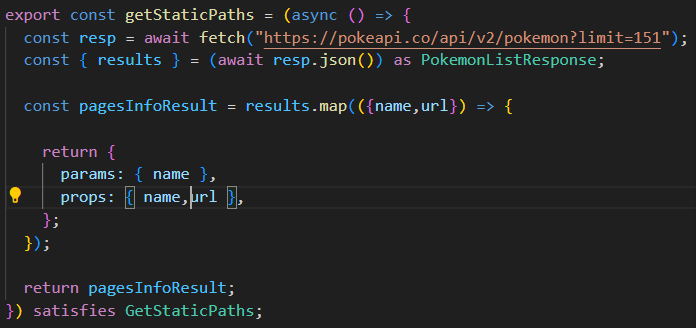 export const getStaticPaths = (async () => {
  const resp = await fetch("https://pokeapi.co/api/v2/pokemon?limit=151");
  const { results } = (await resp.json()) as PokemonListResponse;

  const pagesInfoResult = results.map(({name,url}) => {

    return {
      params: { name },
      props: { name,url },
    };
  });

  return pagesInfoResult;
}) satisfies GetStaticPaths;